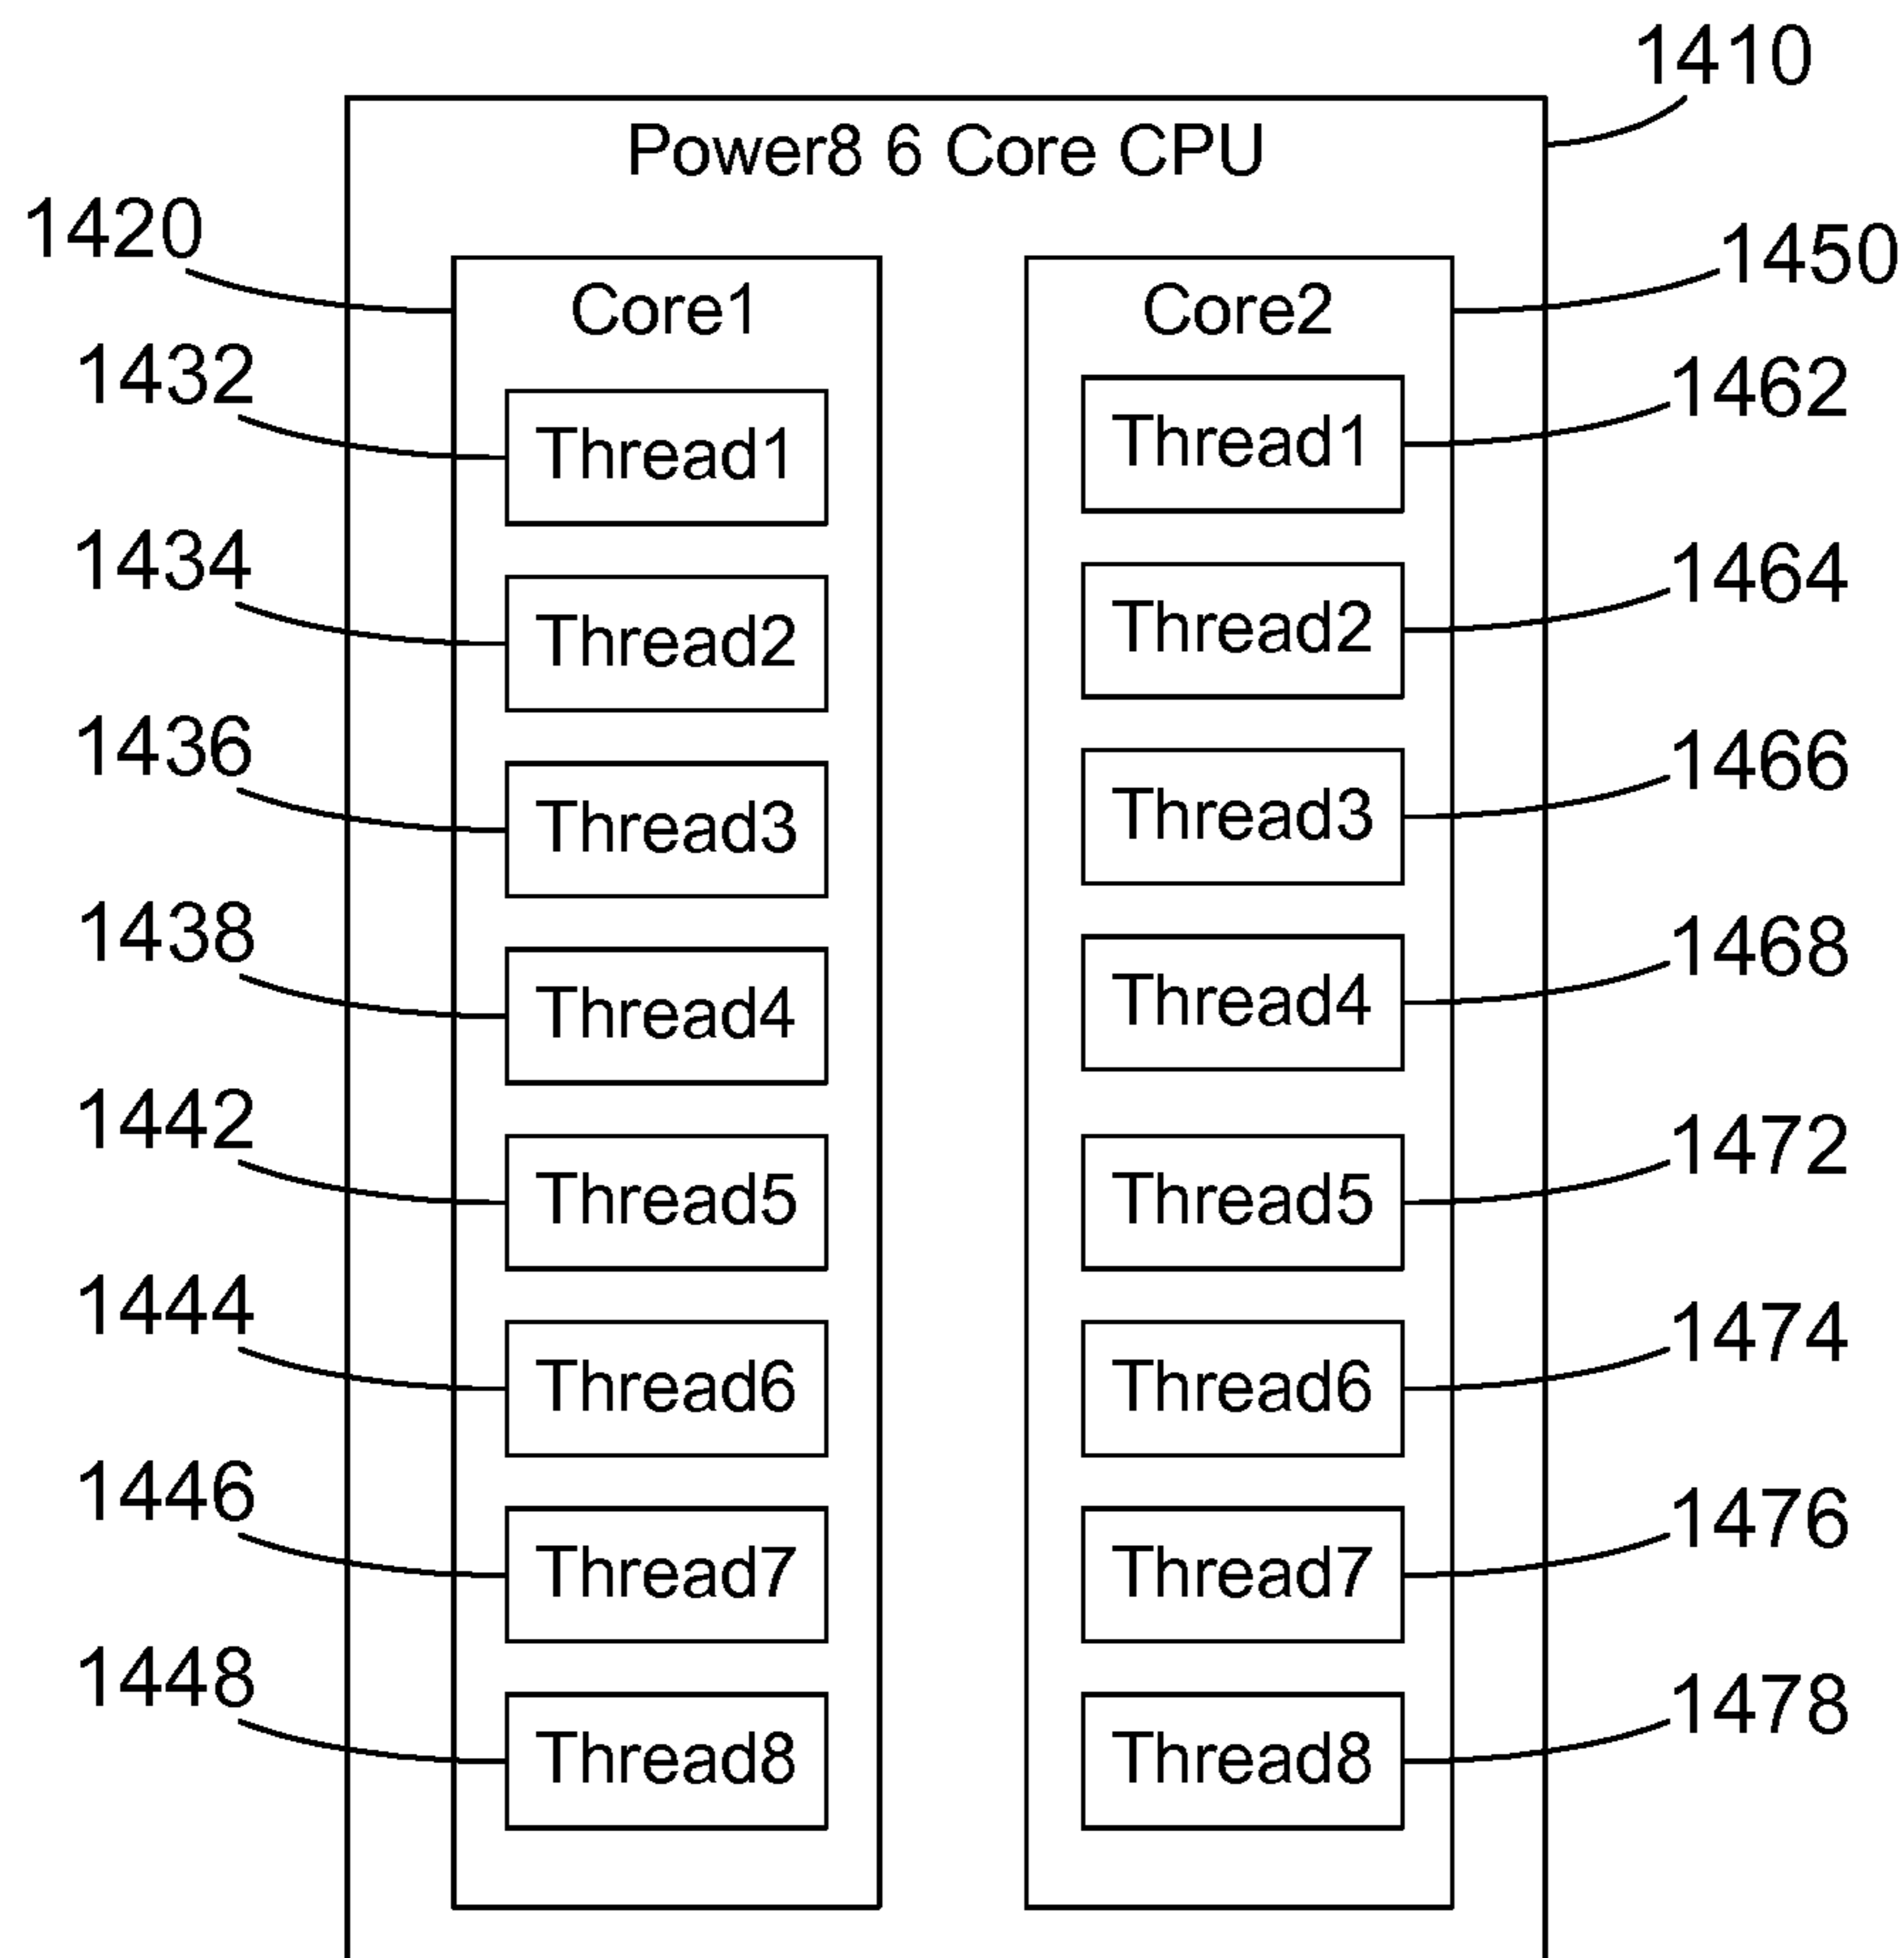 1410
Power8 6 Core CPU
1420
1450
Core1
Core2
1432
Thread1
Thread1
1462
1434
Thread2
Thread2
1464
1436
Thread3
Thread3
1466
1438
Thread4
Thread4
1468
1442
Thread5
Thread5
1472
1444
Thread6
Thread6
1474
1446
Thread7
Thread7
1476
1448
Thread8
Thread8
1478